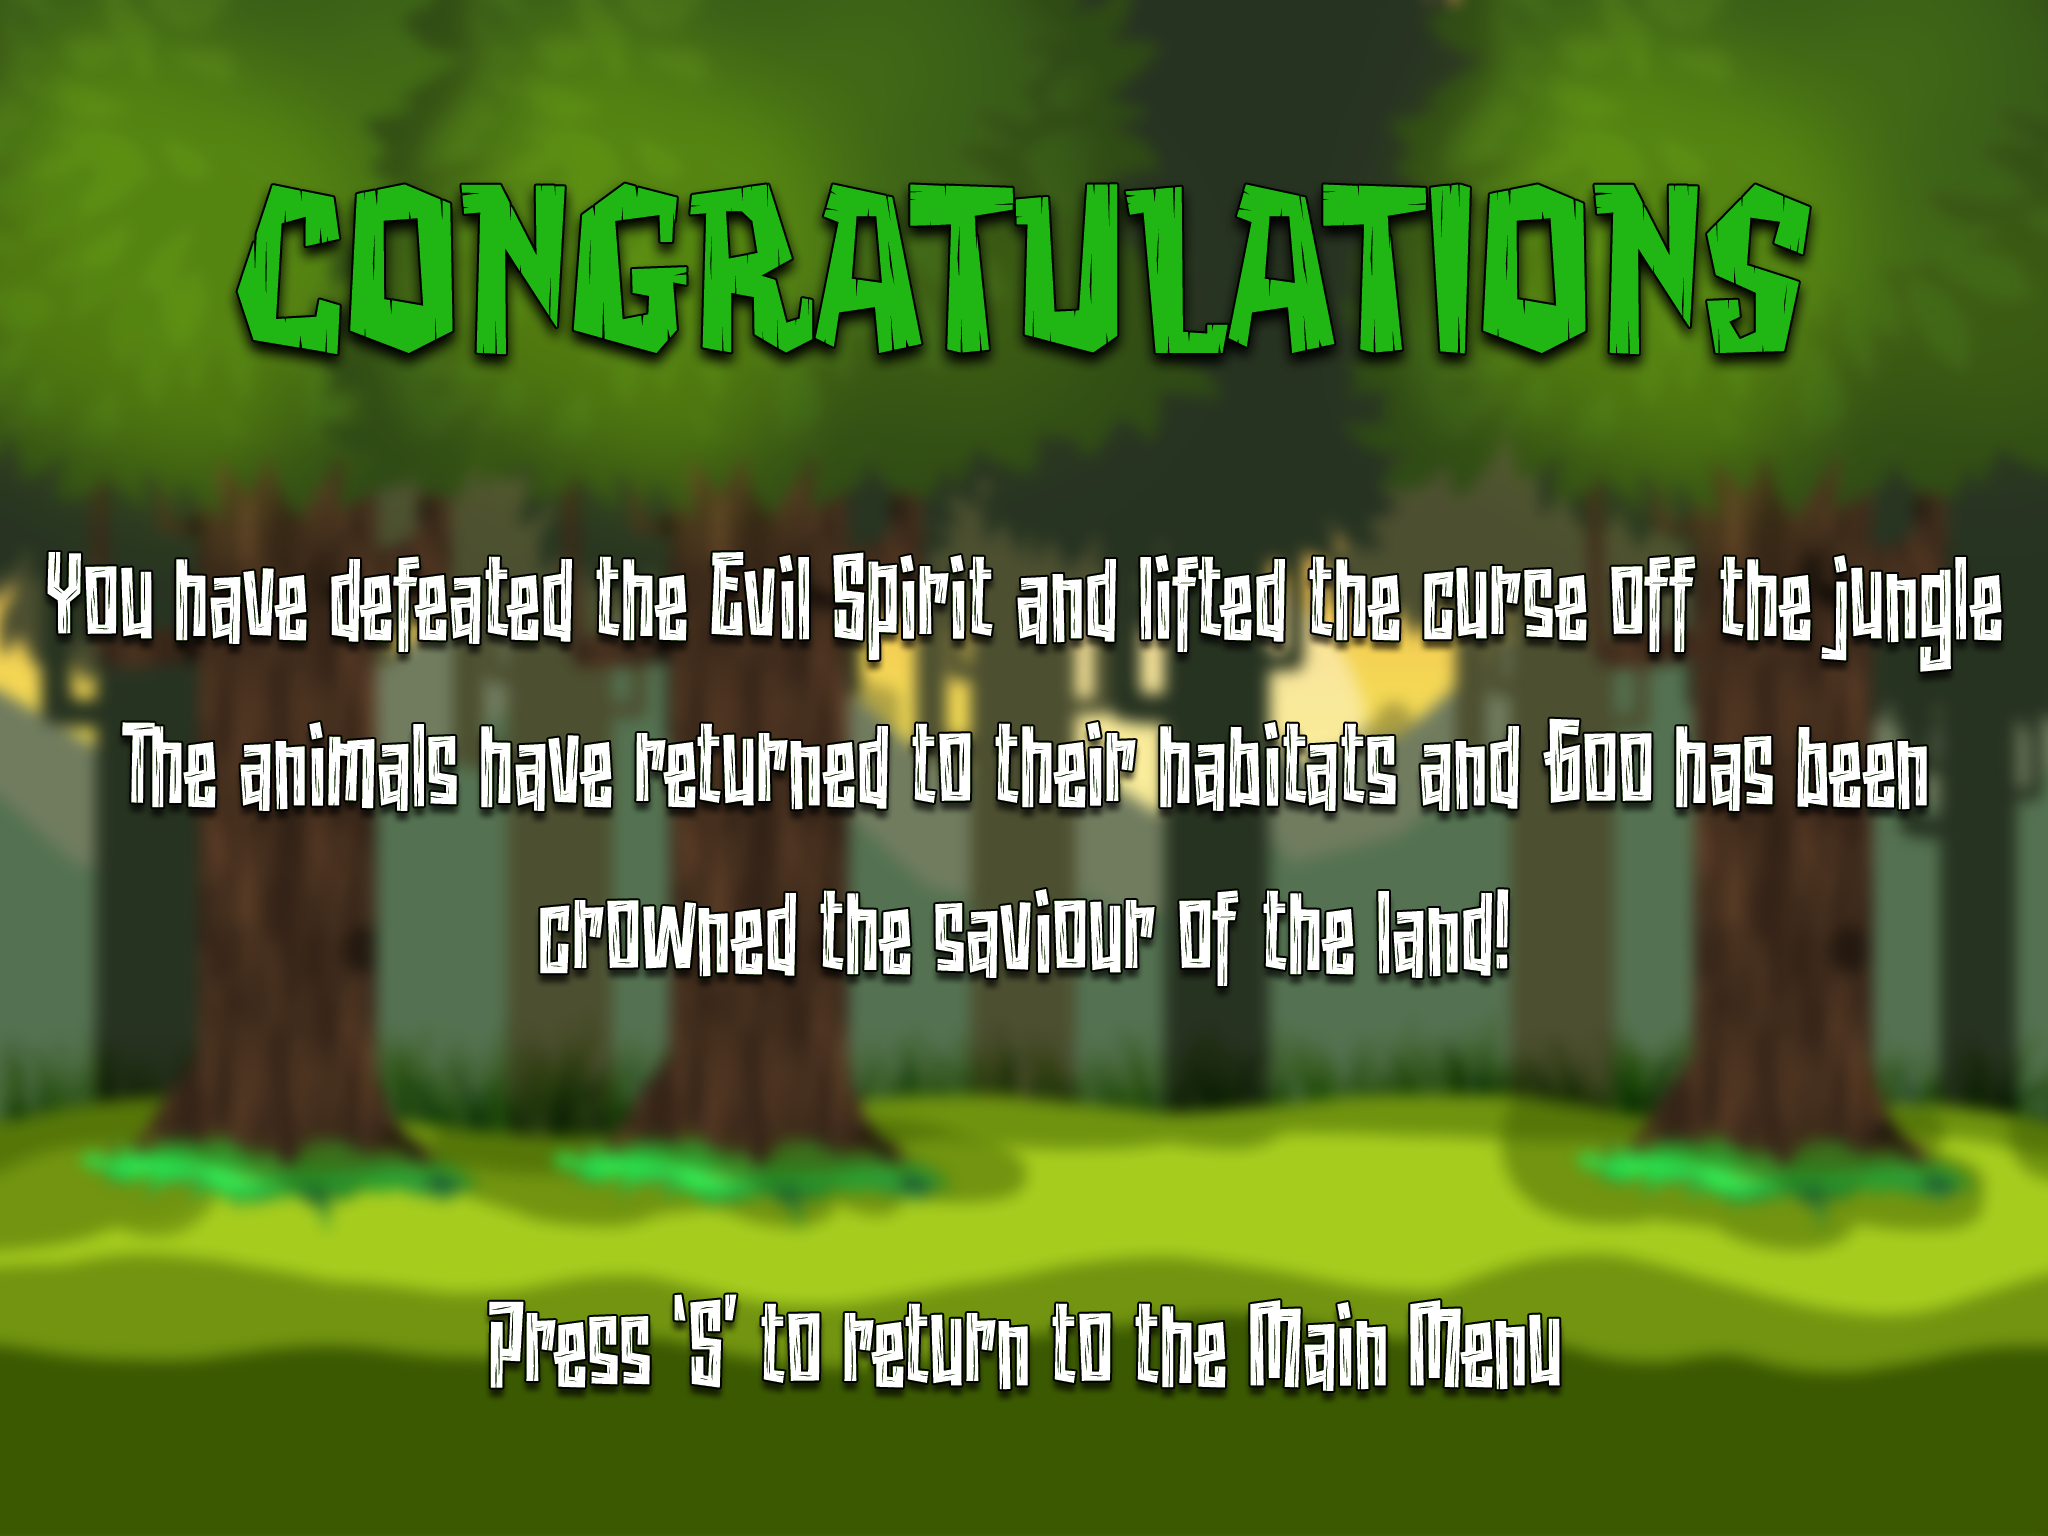 CONGRATULATIONS
You have defeated the Evil Spirit and lifted the curse off the jungle
The animals have returned to their habitats and Goo has been
crowned the saviour of the land!
Press ‘S’ to return to the Main Menu